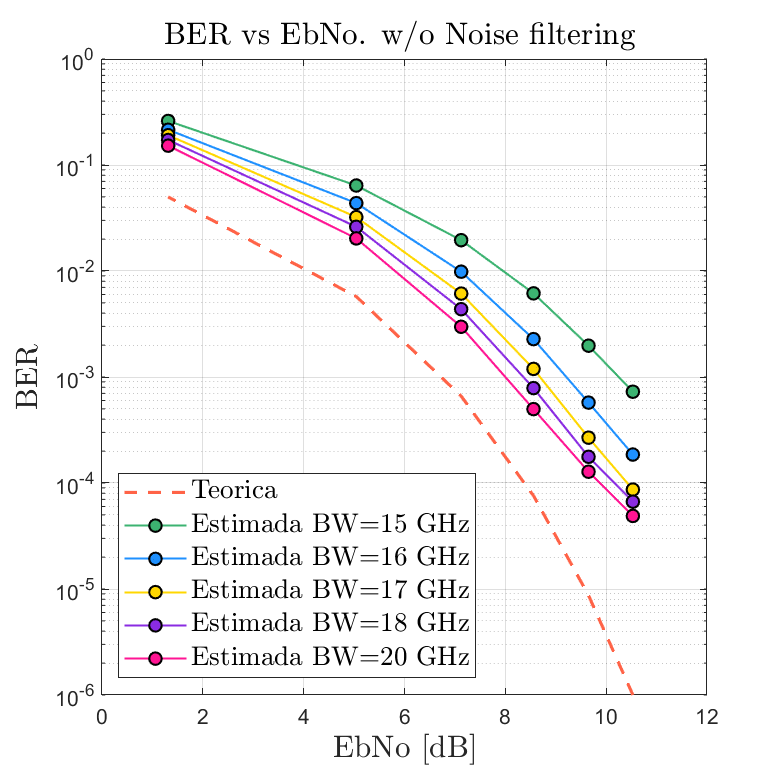 BER vs EbNo. w/o Noise filtering
10^0
10^-1
10^-2
10^-3
10^-4
10^-5
10^-6
BER
Teorica
Estimada BW=15 GHz
Estimada BW=16 GHz
Estimada BW=17 GHz
Estimada BW=18 GHz
Estimada BW=20 GHz
0 2 4 6 8 10 12
EbNo [dB]